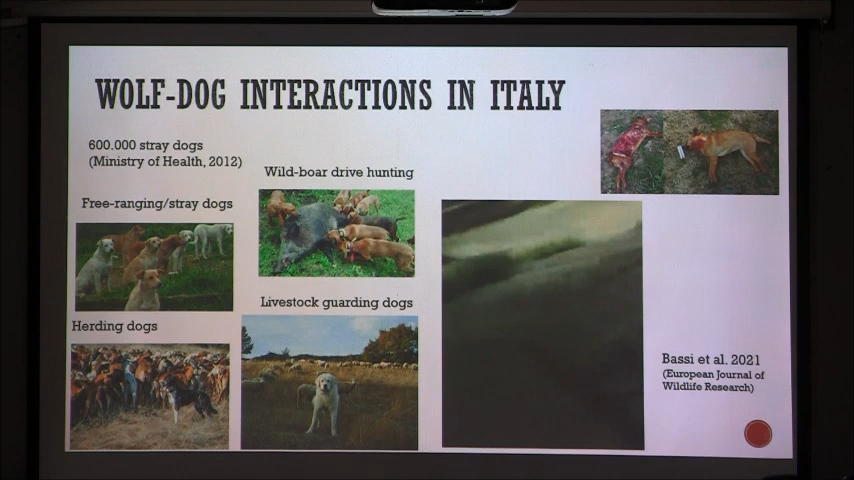 WOLF-DOG INTERACTIONS IN ITALY
600.000 stray dogs
(Ministry of Health, 2012)
Wild-boar drive hunting
Free-ranging/stray dogs
Livestock guarding dogs
Herding dogs
Bassi et al. 2021
(European Journal of
Wildlife Research)